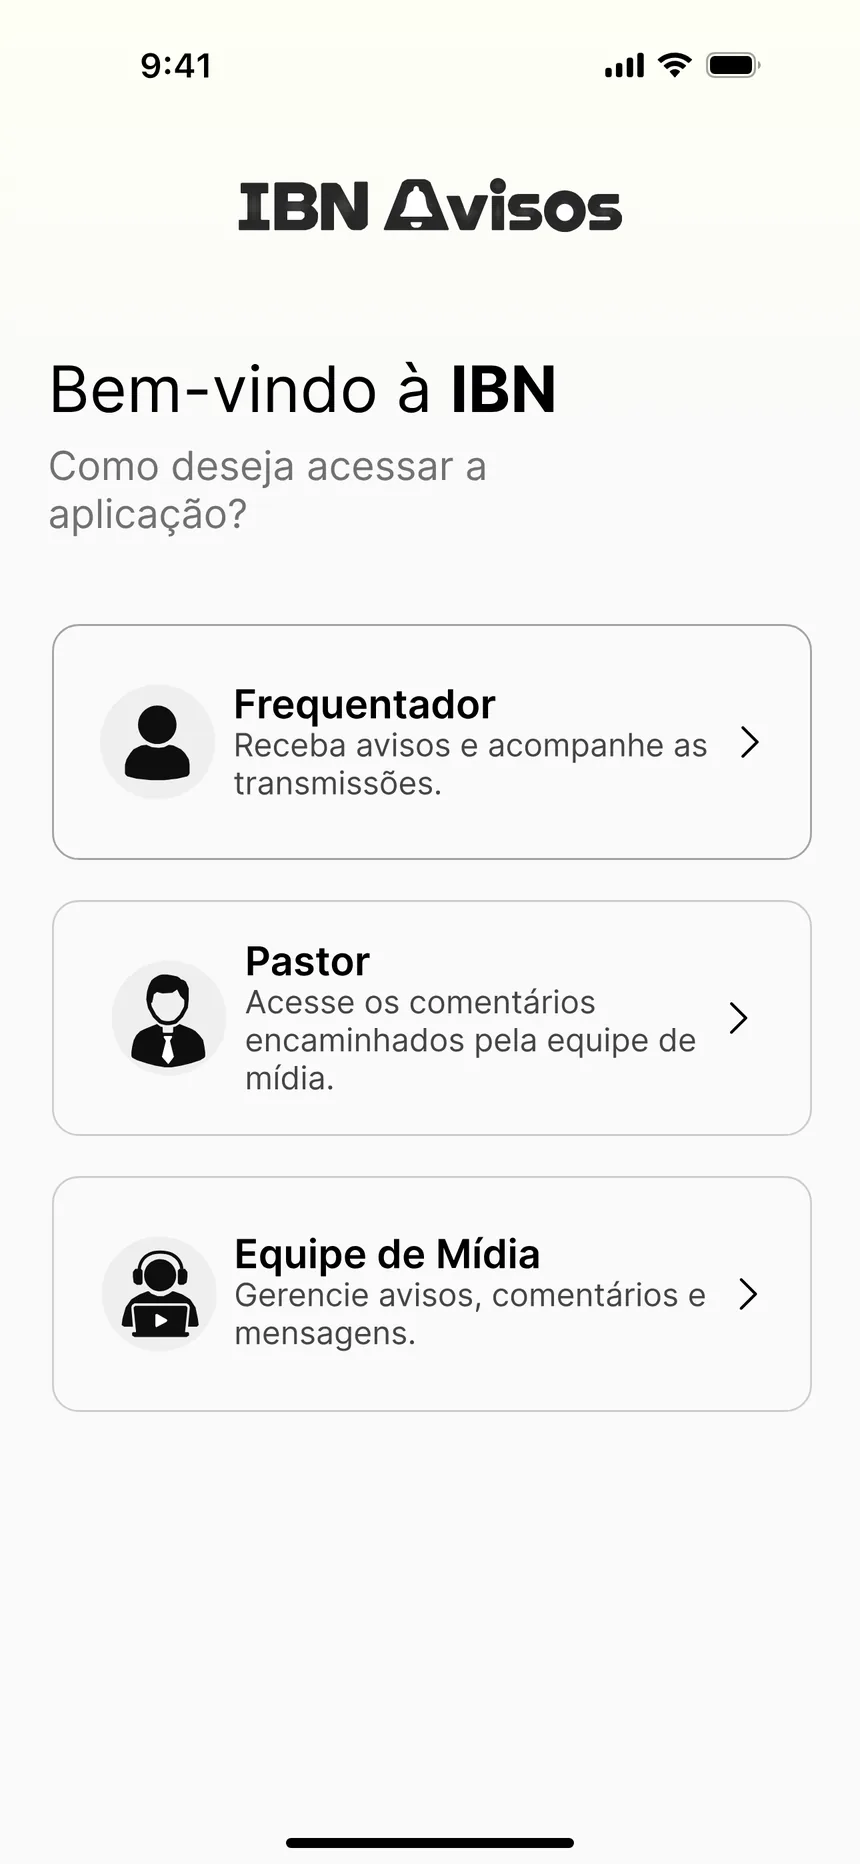 9:41
IBN Avisos
Bem-vindo à IBN
Como deseja acessar a
aplicação?
Frequentador
Receba avisos e acompanhe as
transmissões.
Pastor
Acesse os comentários
encaminhados pela equipe de
mídia.
Equipe de Mídia
Gerencie avisos, comentários e
mensagens.